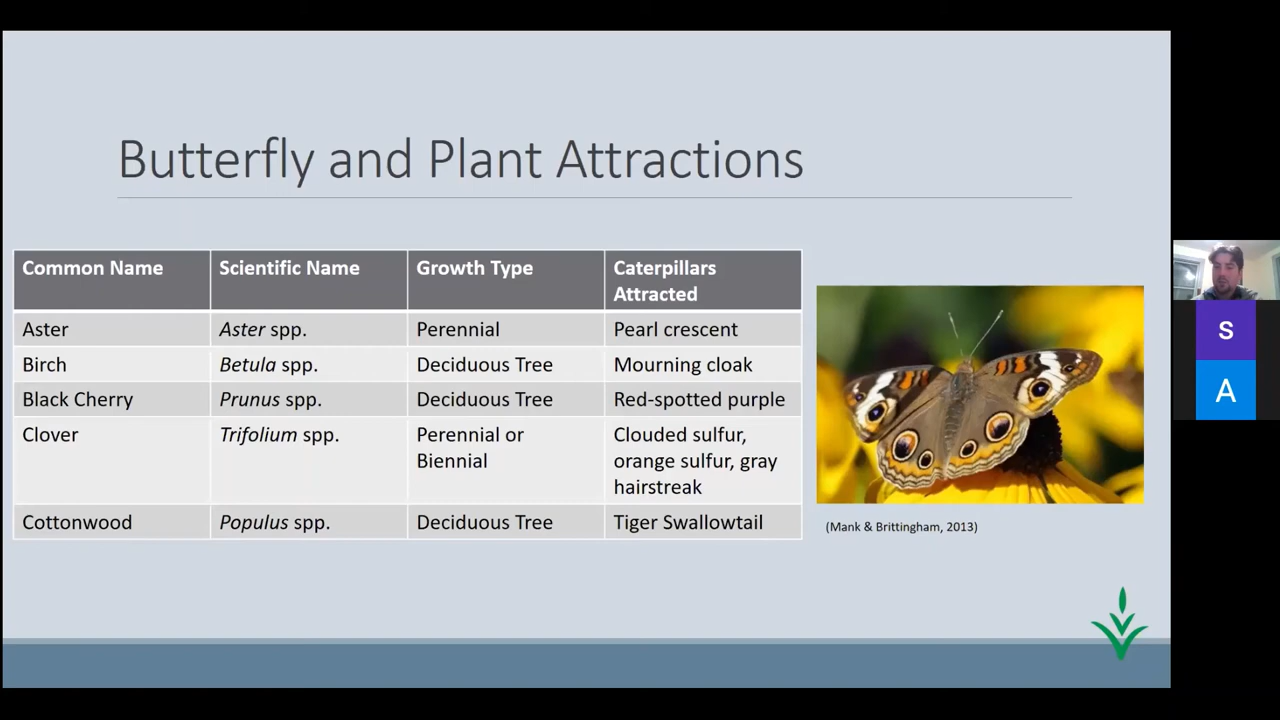 Butterfly and Plant Attractions
Common Name Scientific Name Growth Type Caterpillars Attracted
Aster Aster spp. Perennial Pearl crescent
Birch Betula spp. Deciduous Tree Mourning cloak
Black Cherry Prunus spp. Deciduous Tree Red-spotted purple
Clover Trifolium spp. Perennial or Biennial Clouded sulfur, orange sulfur, gray hairstreak
Cottonwood Populus spp. Deciduous Tree Tiger Swallowtail
(Mank & Brittingham, 2013)
S
A